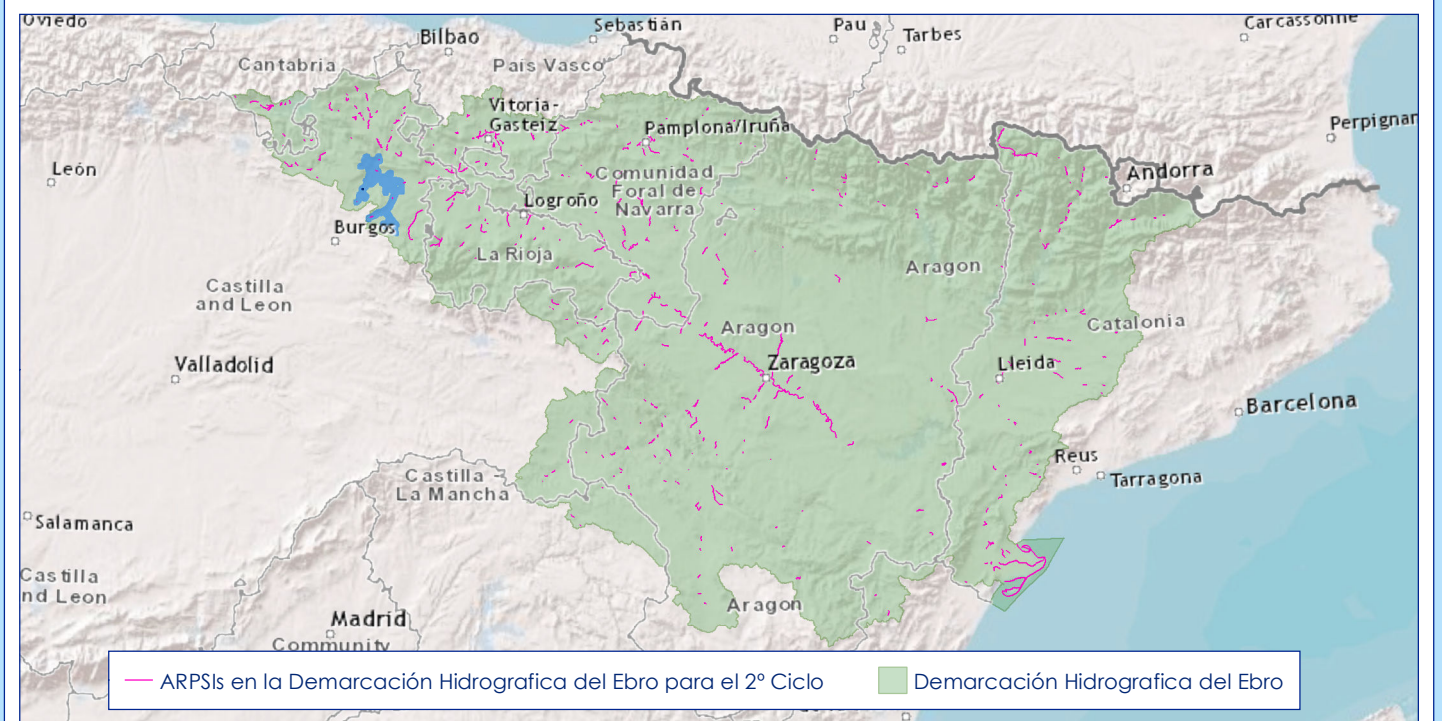 Oviedo
Sebastián
Pau
Carcassonne
Bilbao
Tarbes
Cantabria
País Vasco
Vitoria-
Gasteiz
Pamplona/Iruña
Perpignan
León
Andorra
Comunidad
Foral de
Navarra
Logroño
Burgos
La Rioja
Aragon
Castilla
and Leon
Catalonia
Aragon
Valladolid
Zaragoza
Lleida
Barcelona
Reus
Castilla
La Mancha
Tarragona
Salamanca
Castilla
nd Leon
Aragon
Madrid
Community
ARPSIs en la Demarcación Hidrografica del Ebro para el 2º Ciclo
Demarcación Hidrografica del Ebro